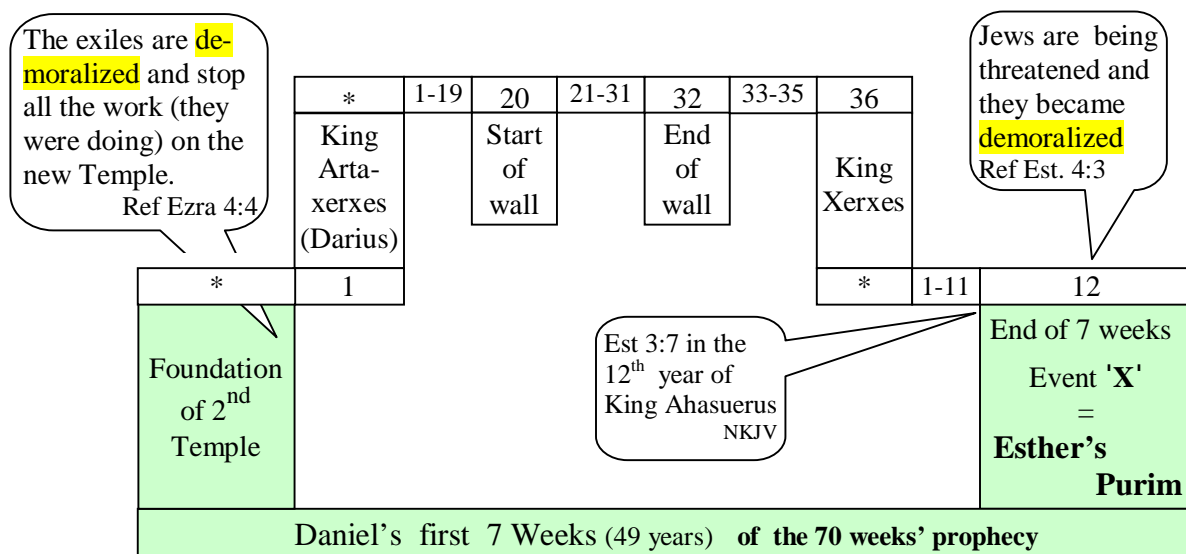 The exiles are de-
moralized and stop
all the work (they
were doing) on the
new Temple.
Ref Ezra 4:4
Jews are being
threatened and
they became
demoralized
Ref Est. 4:3
* 1-19 20 21-31 32 33-35 36
King
Arta-
xerxes
(Darius)
Start
of
wall
End
of
wall
King
Xerxes
* 1 * 1-11 12
Foundation
of 2nd
Temple
Est 3:7 in the
12th year of
King Ahasuerus
NKJV
End of 7 weeks
Event 'X'
=
Esther's
Purim
Daniel's first 7 Weeks (49 years) of the 70 weeks' prophecy